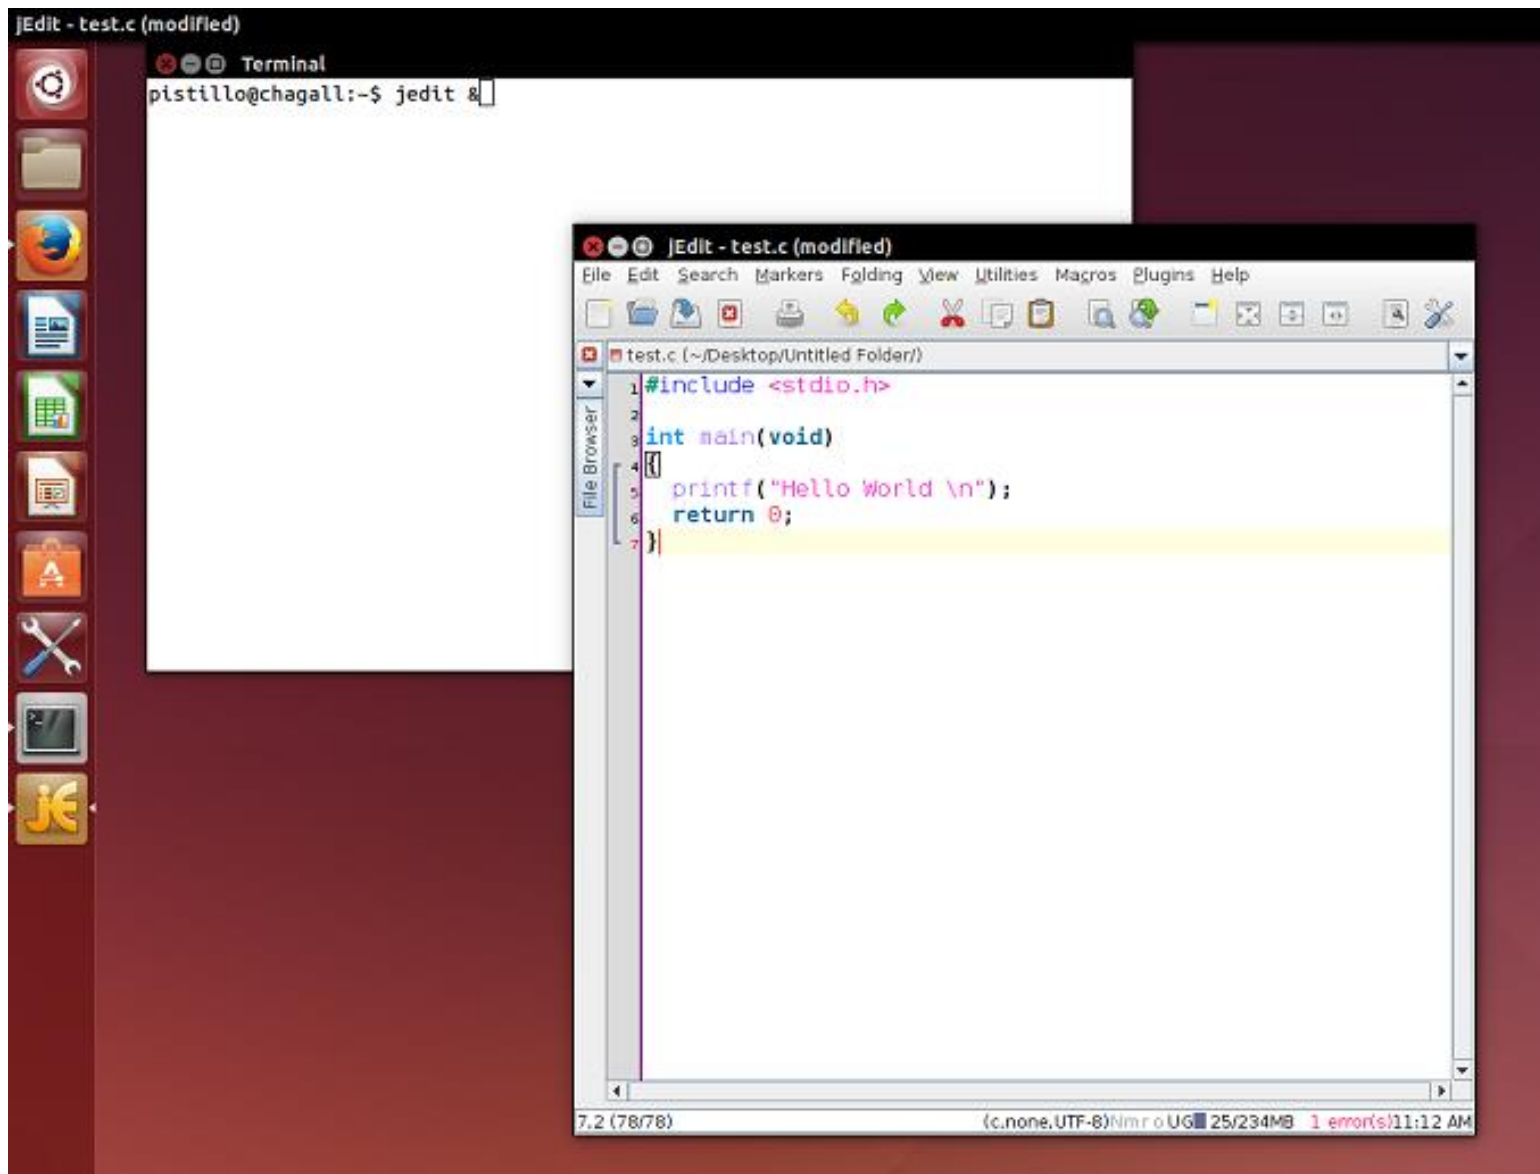 jEdit - test.c (modified)
Terminal
pistillo@chagall:~$ jedit &
jEdit - test.c (modified)
File Edit Search Markers Folding View Utilities Macros Plugins Help
test.c (~/Desktop/Untitled Folder/)
File Browser
1 #include <stdio.h>
2
3 int main(void)
4 {
5 printf("Hello World \n");
6 return 0;
7 }
7,2 (78/78) (c,none,UTF-8)Nm r o UG 25/234MB 1 error(s)11:12 AM